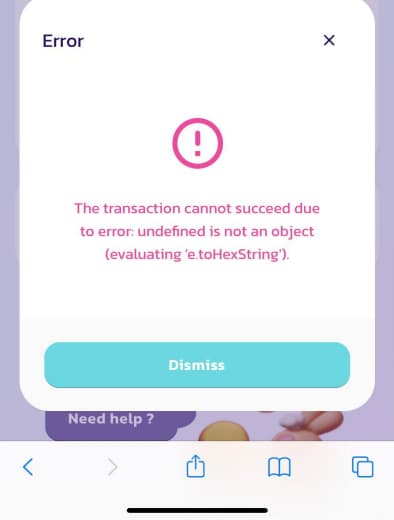 Error
The transaction cannot succeed due
to error: undefined is not an object
(evaluating 'e.toHexString').
Dismiss
Need help ?